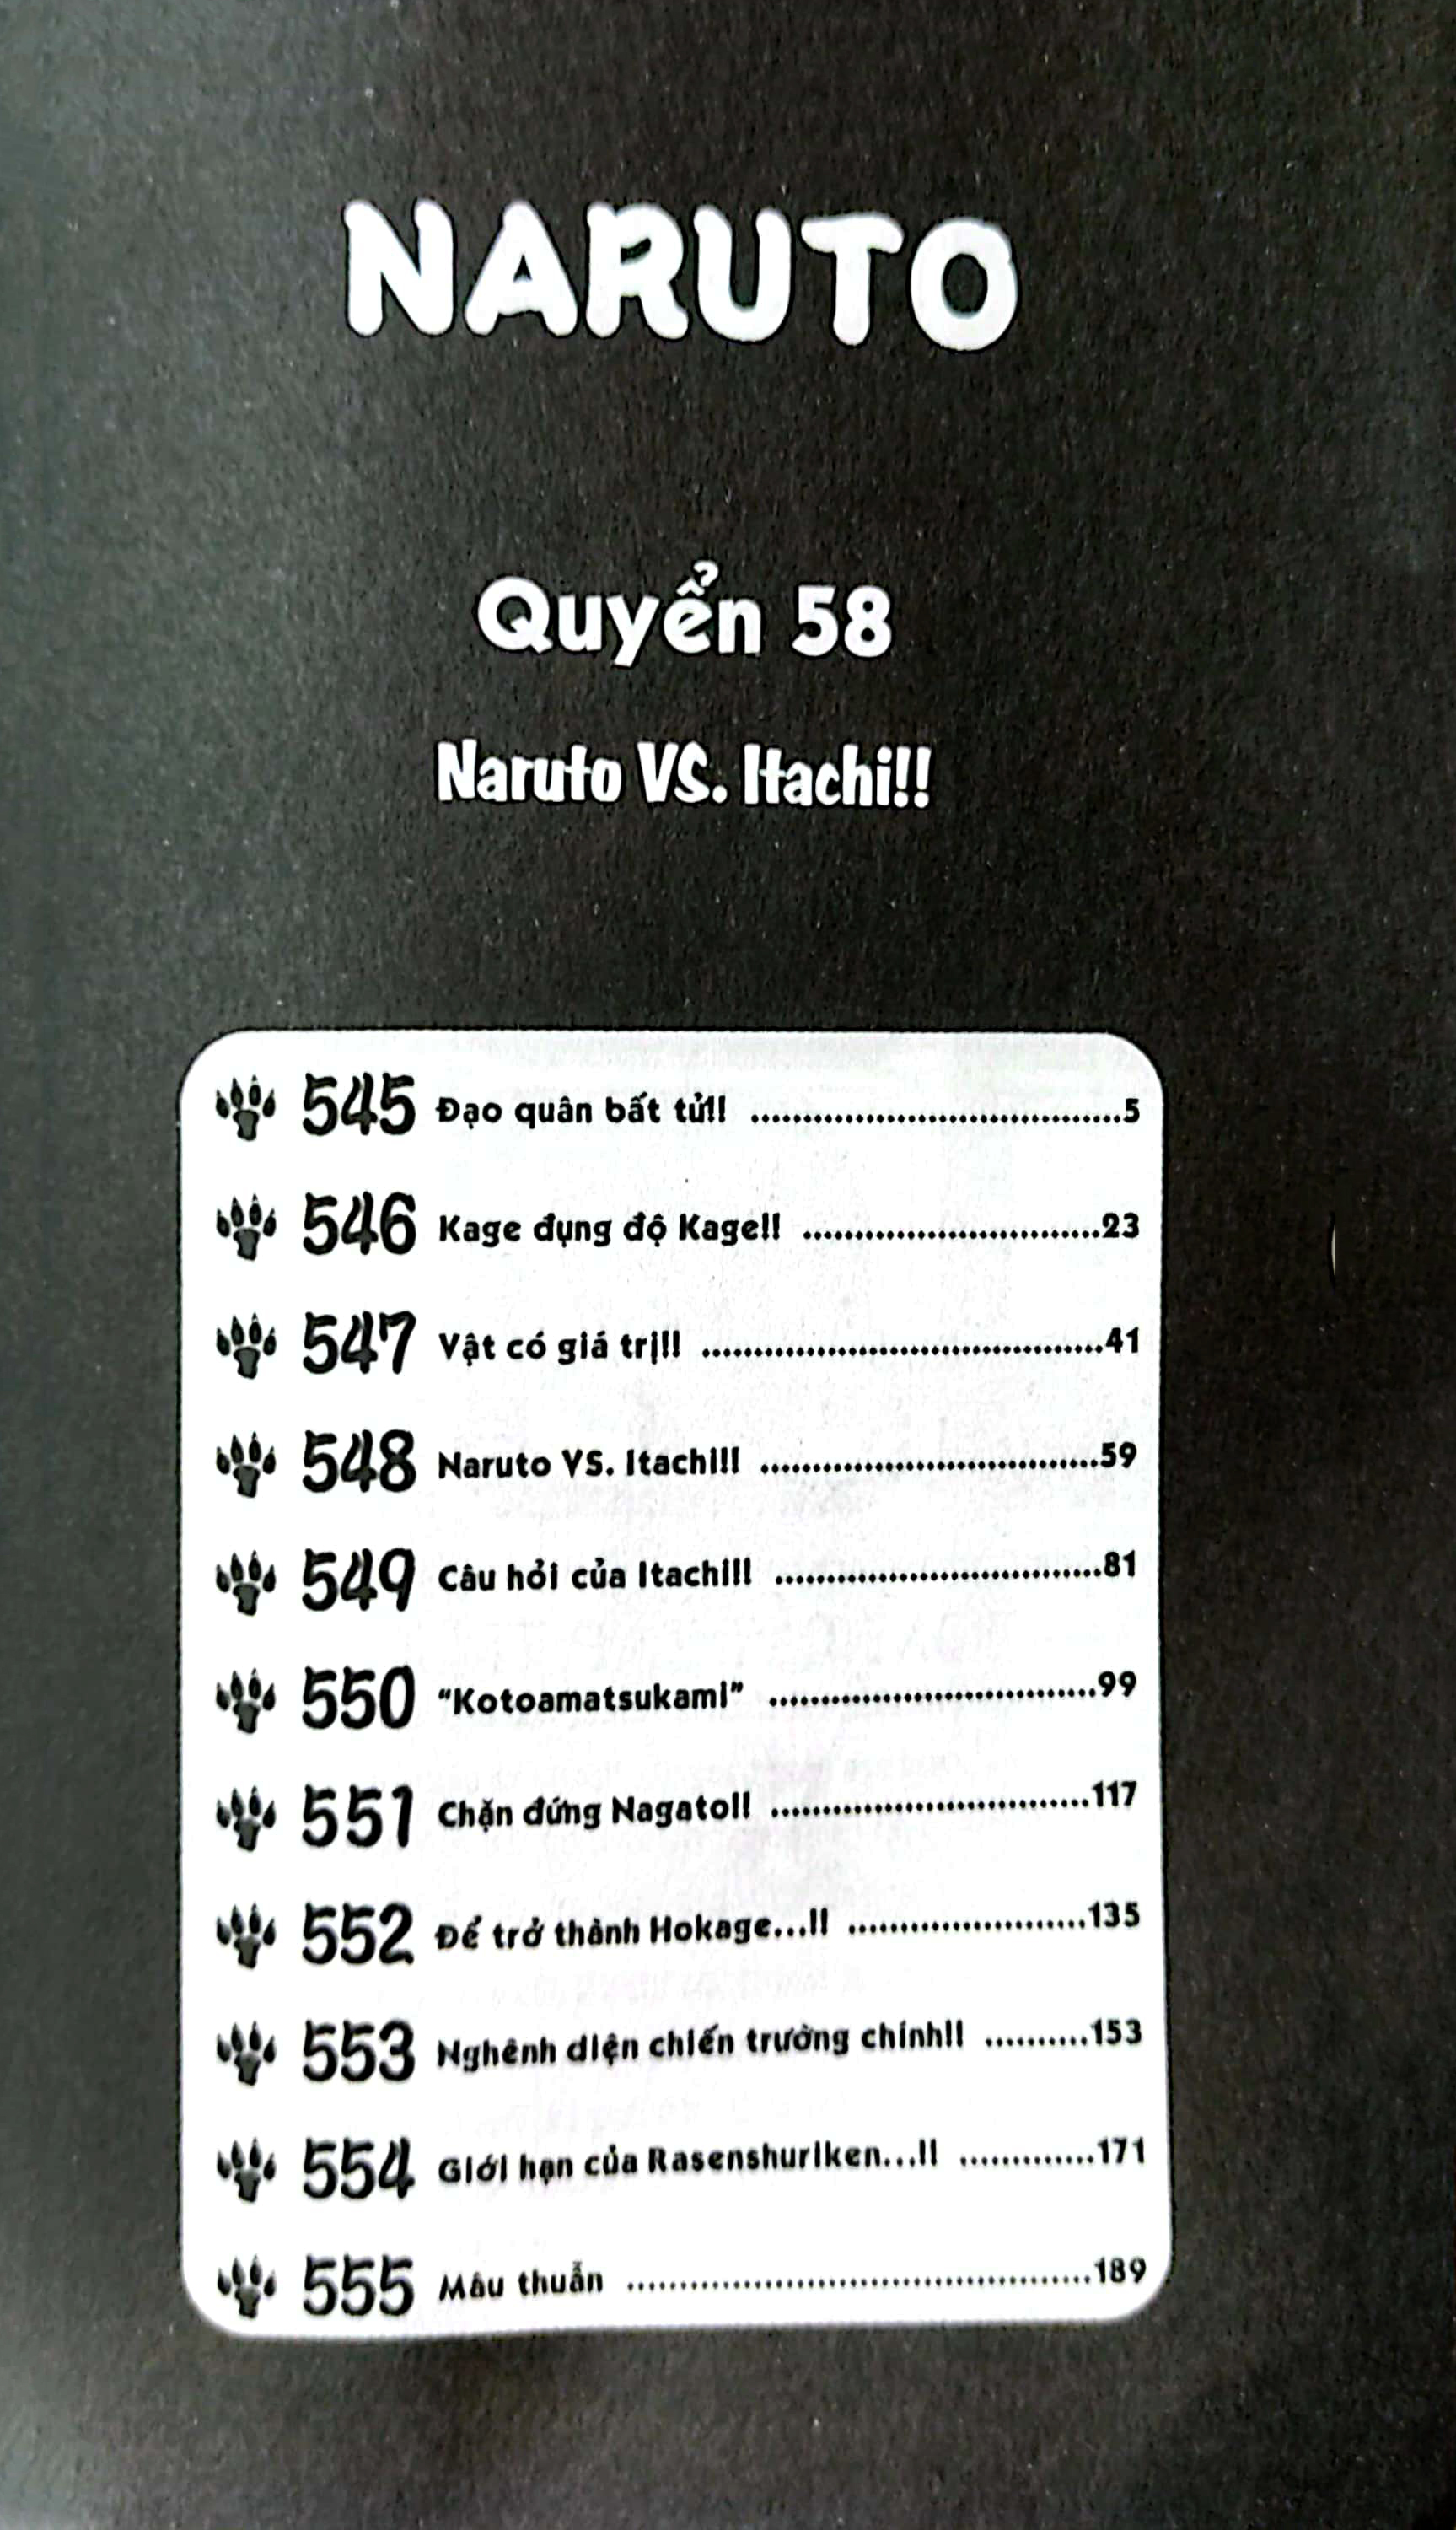 NARUTO
Quyển 58
Naruto VS. Itachi!!
545 Đạo quân bất tử!! ....................................5
546 Kage đụng độ Kage!! .............................23
547 Vật có giá trị!! .......................................41
548 Naruto VS. Itachi!! .................................59
549 Câu hỏi của Itachi!! ................................81
550 “Kotoamatsukami” ................................99
551 Chặn đứng Nagato!! ...............................117
552 Để trở thành Hokage...!! .......................135
553 Nghênh diện chiến trường chính!! ..........153
554 Giới hạn của Rasenshuriken...!! .............171
555 Mâu thuẫn .............................................189